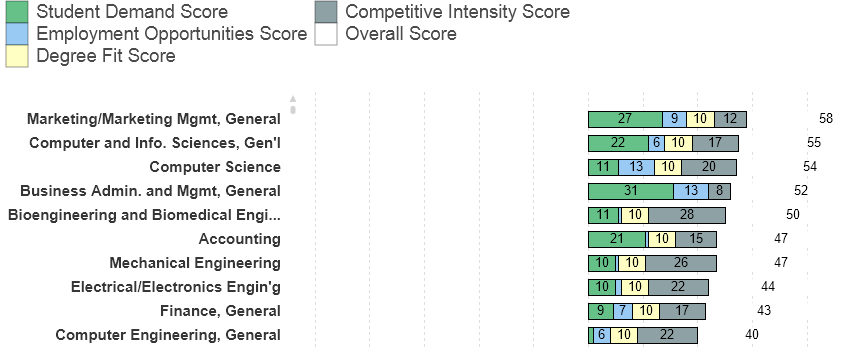 Student Demand Score
Competitive Intensity Score
Employment Opportunities Score
Overall Score
Degree Fit Score
Marketing/Marketing Mgmt, General 27 9 10 12 58
Computer and Info. Sciences, Gen'l 22 6 10 17 55
Computer Science 11 13 10 20 54
Business Admin. and Mgmt, General 31 13 8 52
Bioengineering and Biomedical Engi... 11 10 28 50
Accounting 21 10 15 47
Mechanical Engineering 10 10 26 47
Electrical/Electronics Engin'g 10 10 22 44
Finance, General 9 7 10 17 43
Computer Engineering, General 6 10 22 40